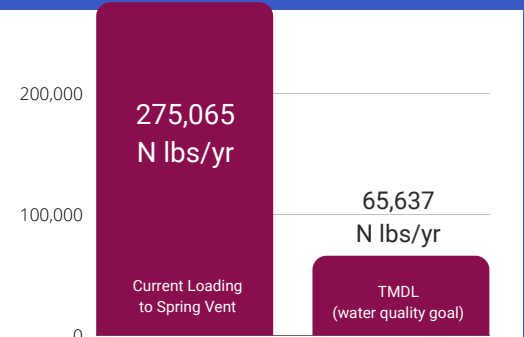 200,000
275,065
N lbs/yr
65,637
100,000
N lbs/yr
Current Loading
to Spring Vent
TMDL
(water quality goal)
0